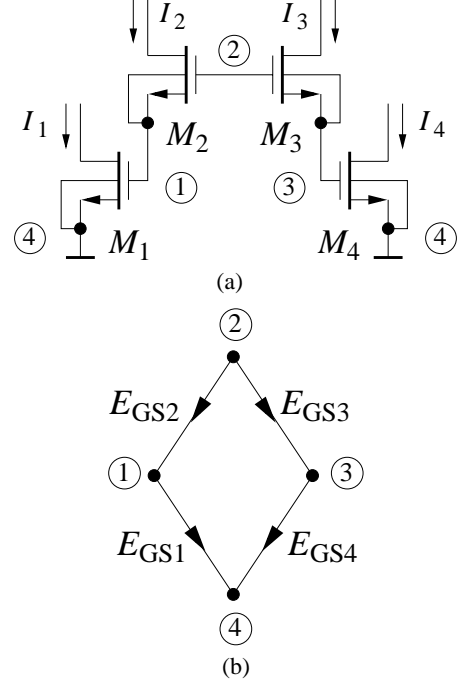 I2 I3
②
I1 M2 M3 I4
① ③
④ M1 M4 ④
(a)
②
EGS2 EGS3
① ③
EGS1 EGS4
④
(b)